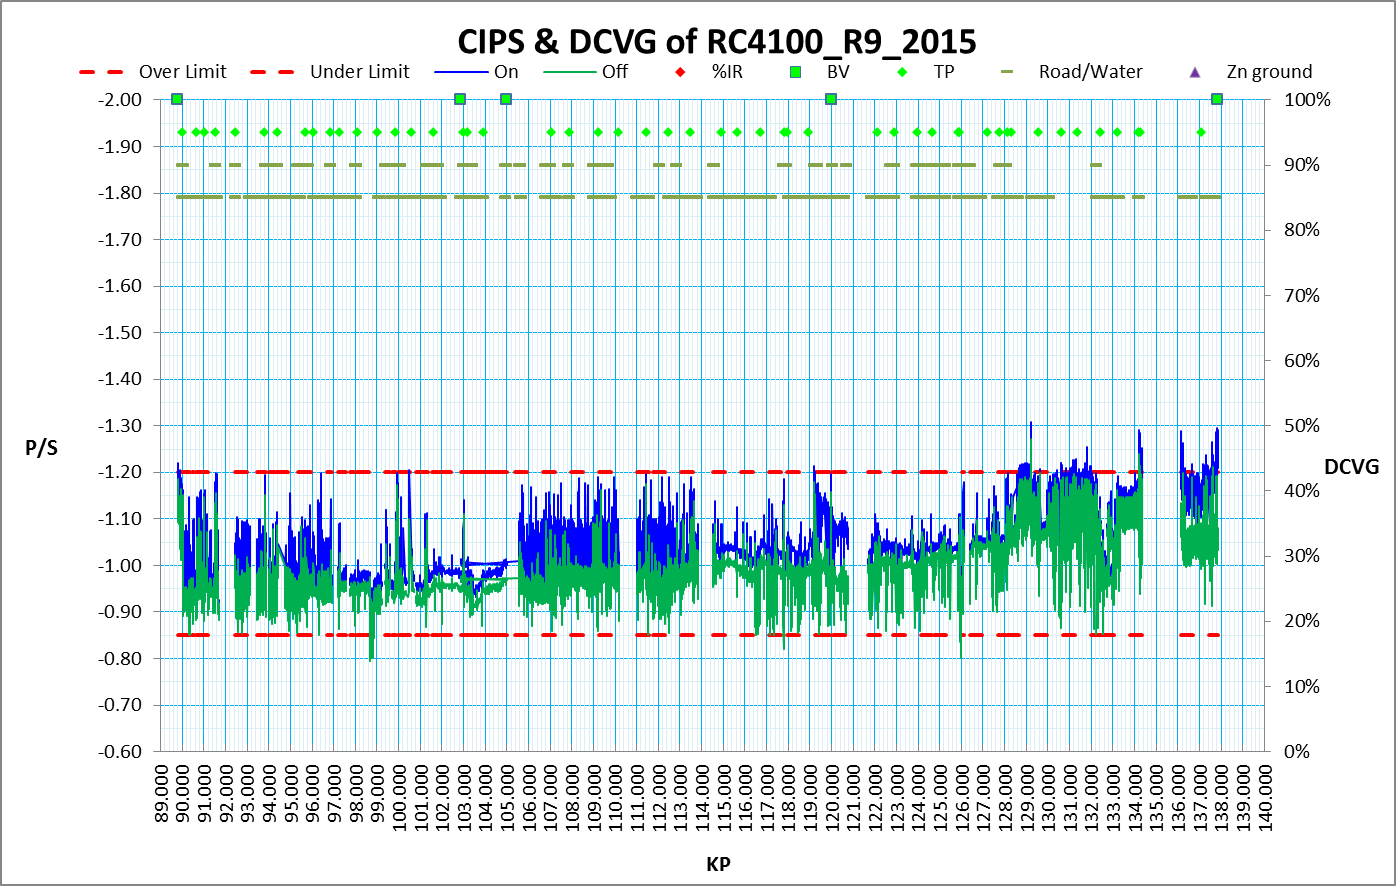 CIPS & DCVG of RC4100_R9_2015
Over Limit Under Limit On Off %IR BV TP Road/Water Zn ground
-2.00 100%
-1.90 90%
-1.80 80%
-1.70
-1.60 70%
-1.50 60%
-1.40
-1.30 50%
P/S
-1.20 DCVG
-1.10 40%
-1.00 30%
-0.90 20%
-0.80
-0.70 10%
-0.60 0%
89.000 90.000 91.000 92.000 93.000 94.000 95.000 96.000 97.000 98.000 99.000 100.000 101.000 102.000 103.000 104.000 105.000 108.000 109.000 110.000 111.000 112.000 113.000 114.000 115.000 116.000 117.000 118.000 119.000 120.000 121.000 122.000 123.000 124.000 125.000 126.000 127.000 128.000 129.000 130.000 131.000 132.000 133.000 134.000 135.000 136.000 137.000 138.000 139.000 140.000
KP